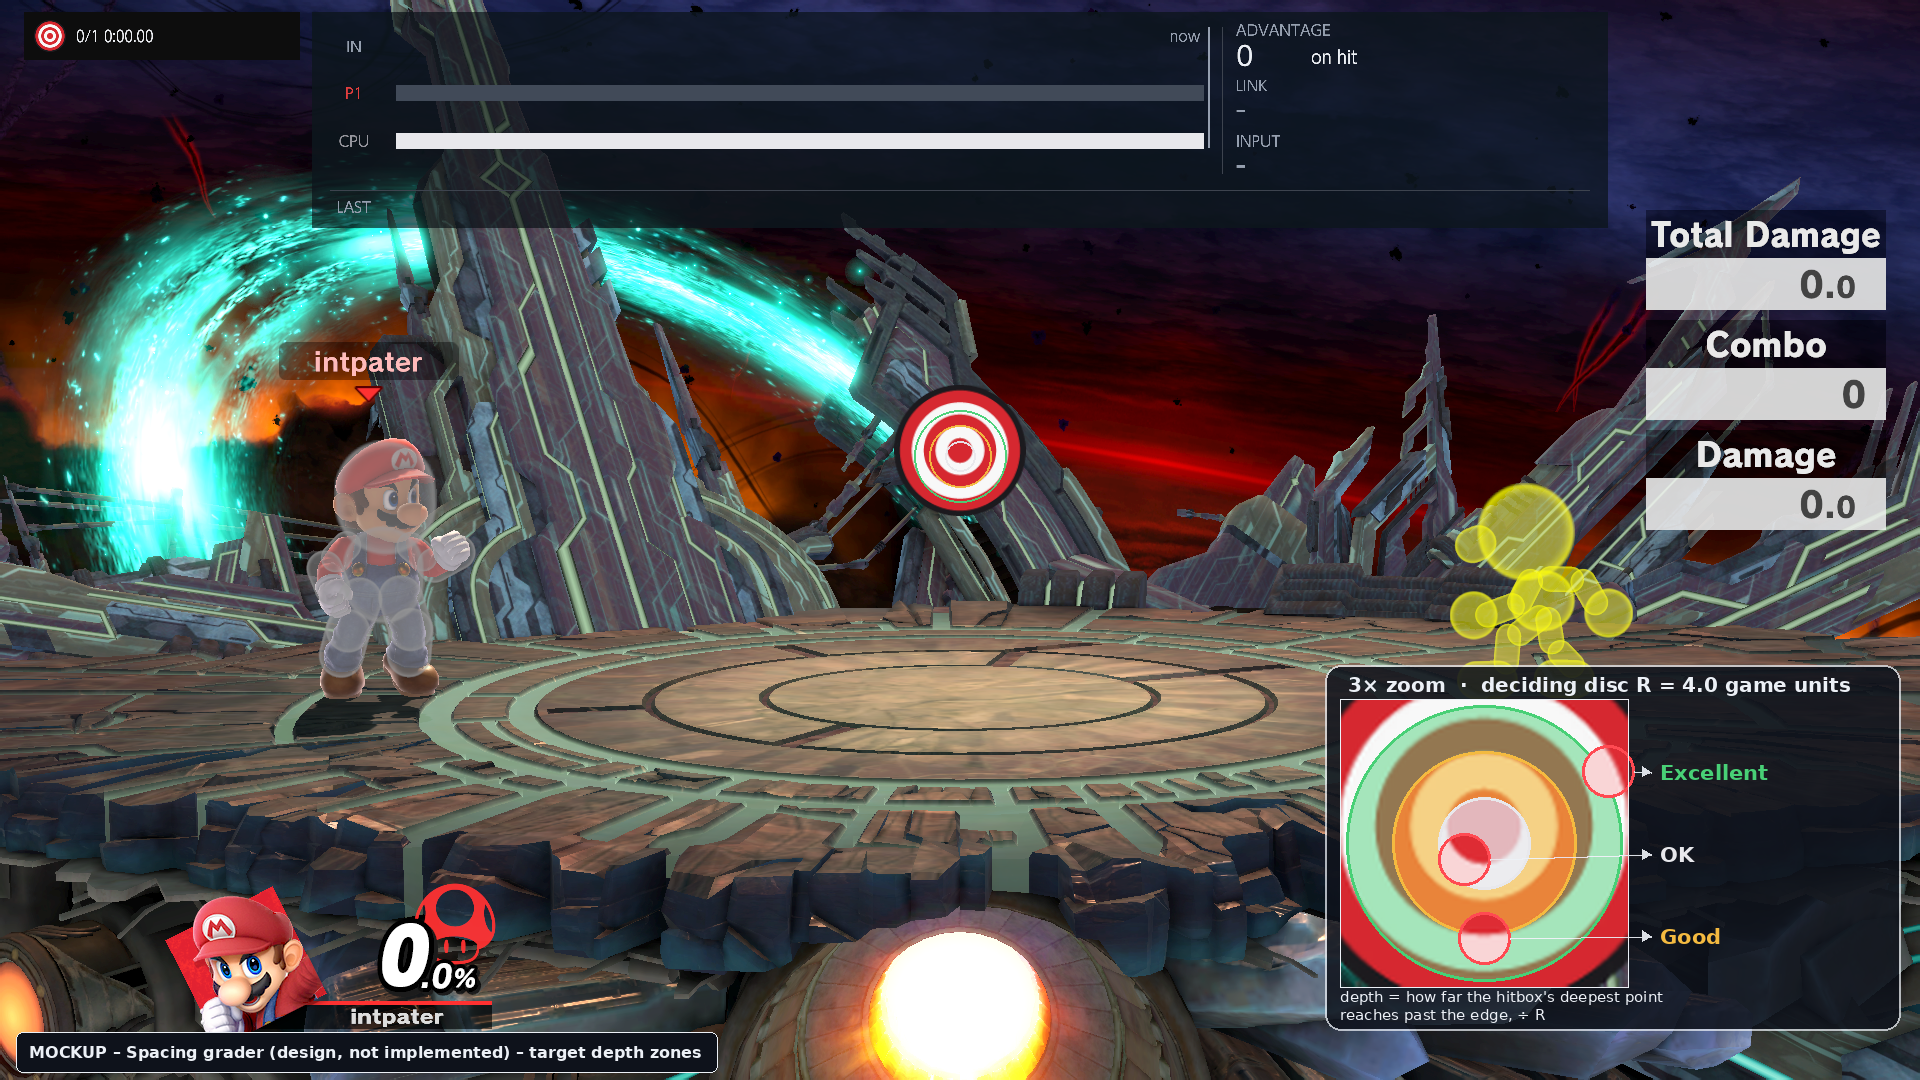 0/1 0:00.00
IN
now
P1
CPU
LAST
ADVANTAGE
0 on hit
LINK
–
INPUT
–
Total Damage
0.0
Combo
0
Damage
0.0
intpater
3× zoom · deciding disc R = 4.0 game units
Excellent
OK
Good
depth = how far the hitbox's deepest point
reaches past the edge, ÷ R
0.0%
intpater
MOCKUP – Spacing grader (design, not implemented) – target depth zones